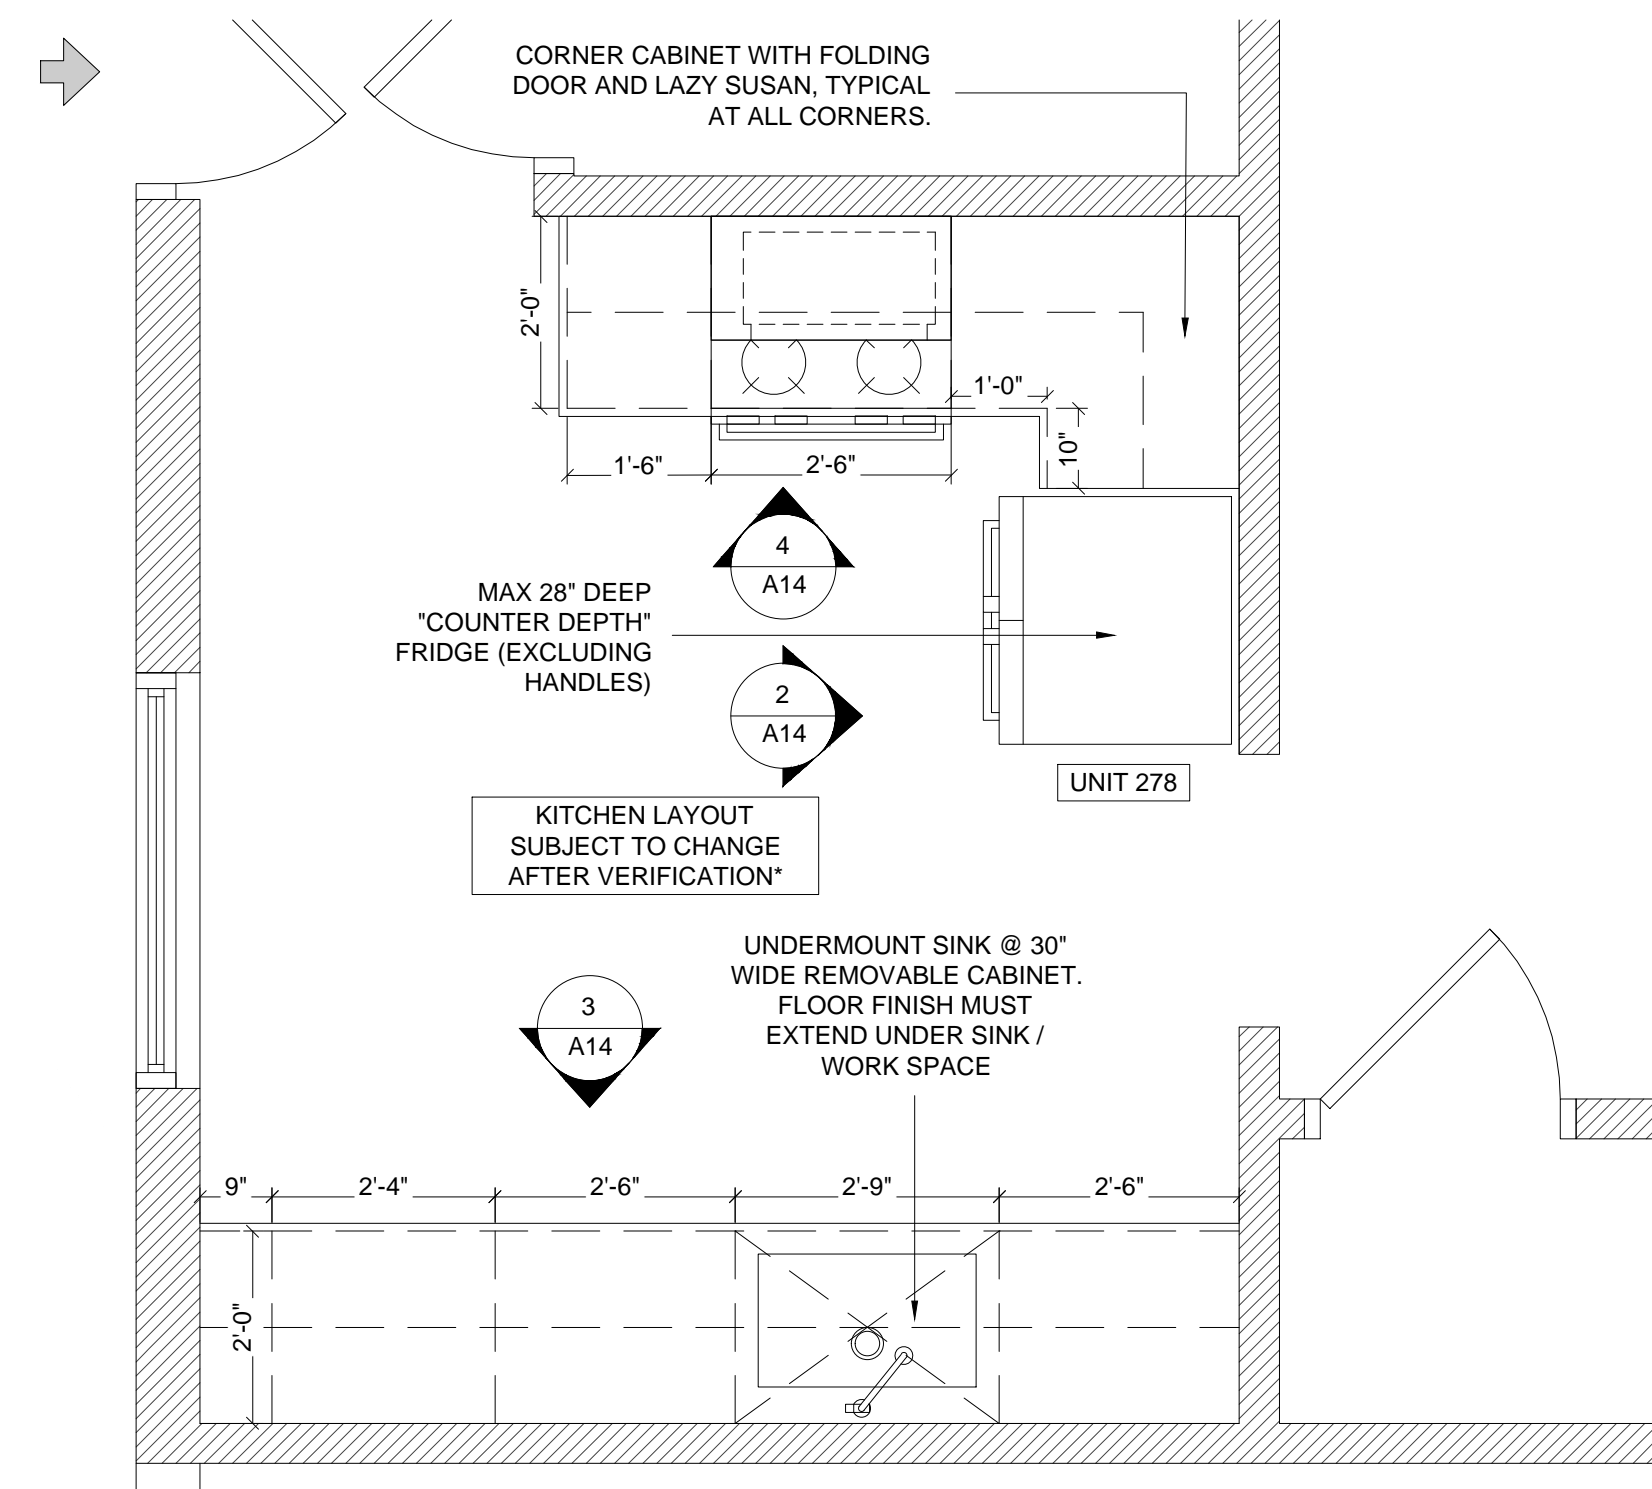 CORNER CABINET WITH FOLDING
DOOR AND LAZY SUSAN, TYPICAL
AT ALL CORNERS.
2'-0"
1'-0"
10"
1'-6"
2'-6"
4
A14
MAX 28" DEEP
"COUNTER DEPTH"
FRIDGE (EXCLUDING
HANDLES)
2
A14
UNIT 278
KITCHEN LAYOUT
SUBJECT TO CHANGE
AFTER VERIFICATION*
UNDERMOUNT SINK @ 30"
WIDE REMOVABLE CABINET.
FLOOR FINISH MUST
EXTEND UNDER SINK /
WORK SPACE
3
A14
9"
2'-4"
2'-6"
2'-9"
2'-6"
2'-0"